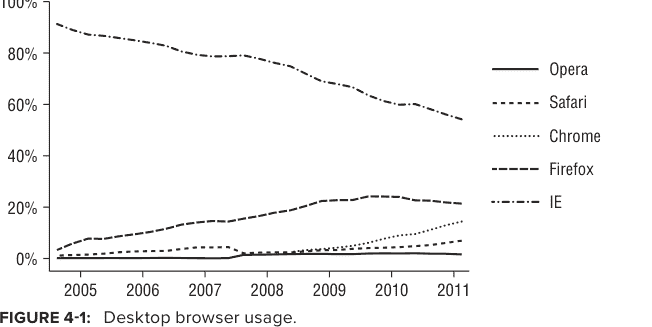 100%
80%
60%
40%
20%
0%
2005 2006 2007 2008 2009 2010 2011
Opera
Safari
Chrome
Firefox
IE
FIGURE 4-1: Desktop browser usage.